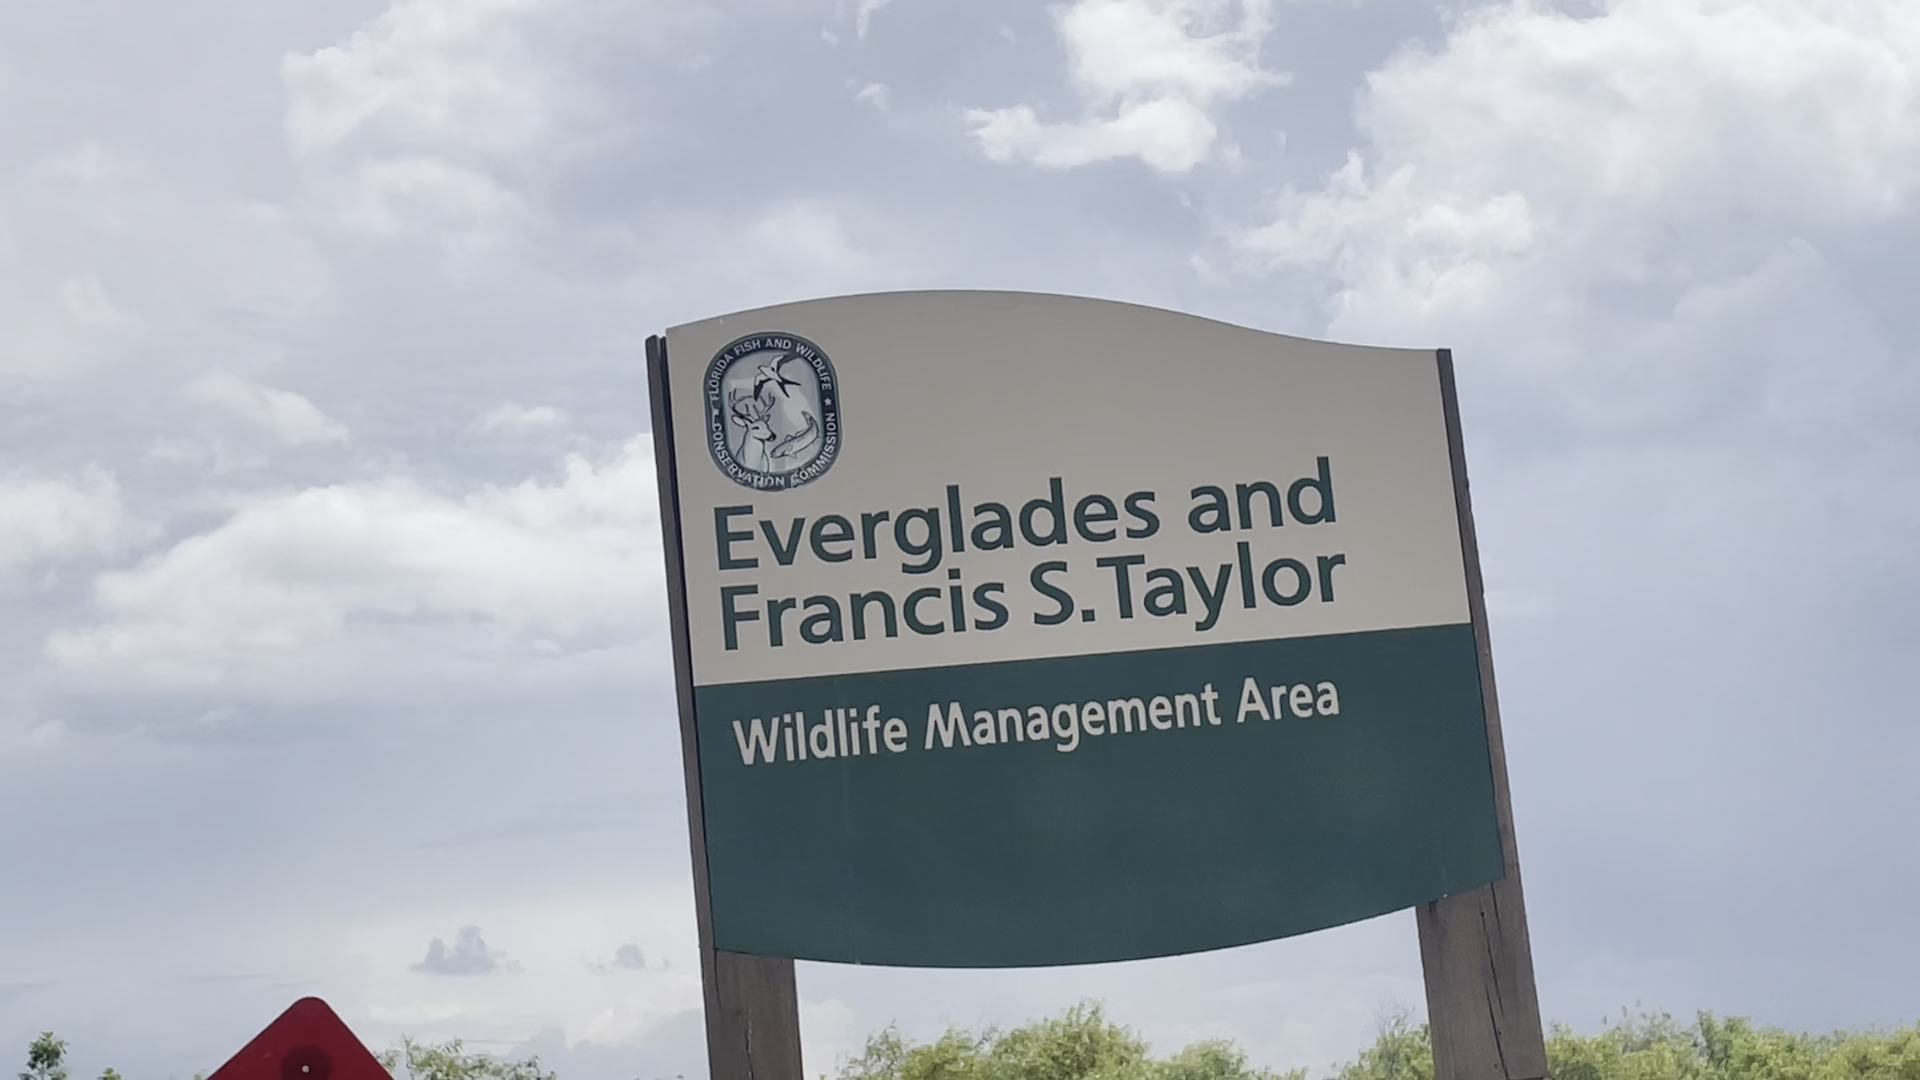 FLORIDA FISH AND WILDLIFE
CONSERVATION COMMISSION
Everglades and
Francis S. Taylor
Wildlife Management Area